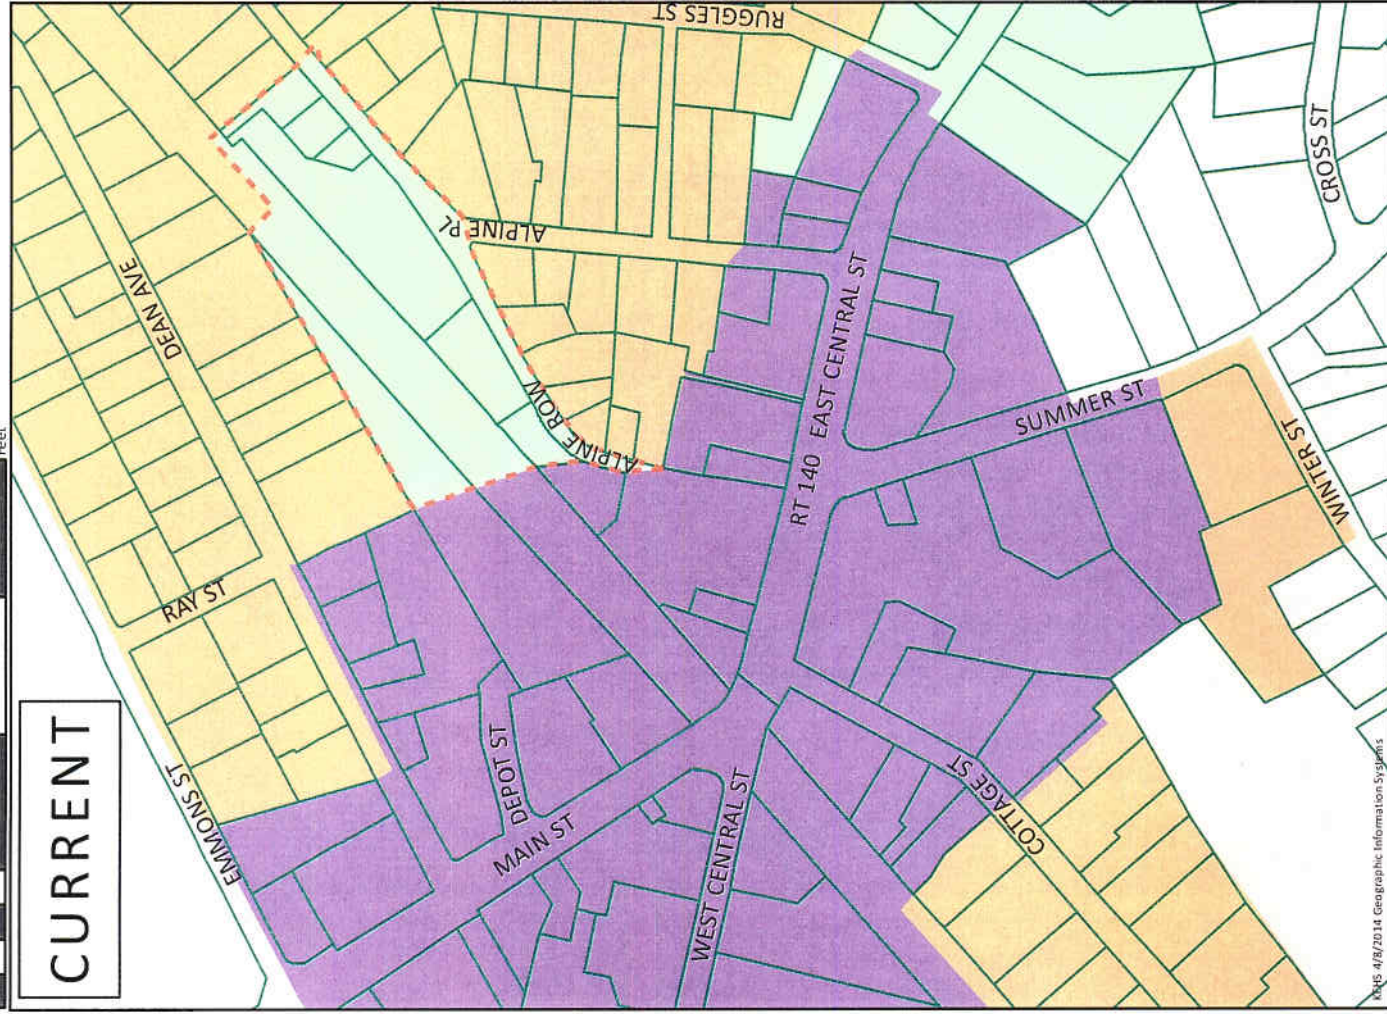 Feet
CURRENT
RUGGLES ST
CROSS ST
ALPINE PL
DEAN AVE
RT 140 EAST CENTRAL ST
ALPINE ROW
SUMMER ST
WINTER ST
RAY ST
DEPOT ST
EMMONS ST
MAIN ST
COTTAGE ST
WEST CENTRAL ST
4/8/2014 Geographic Information Systems